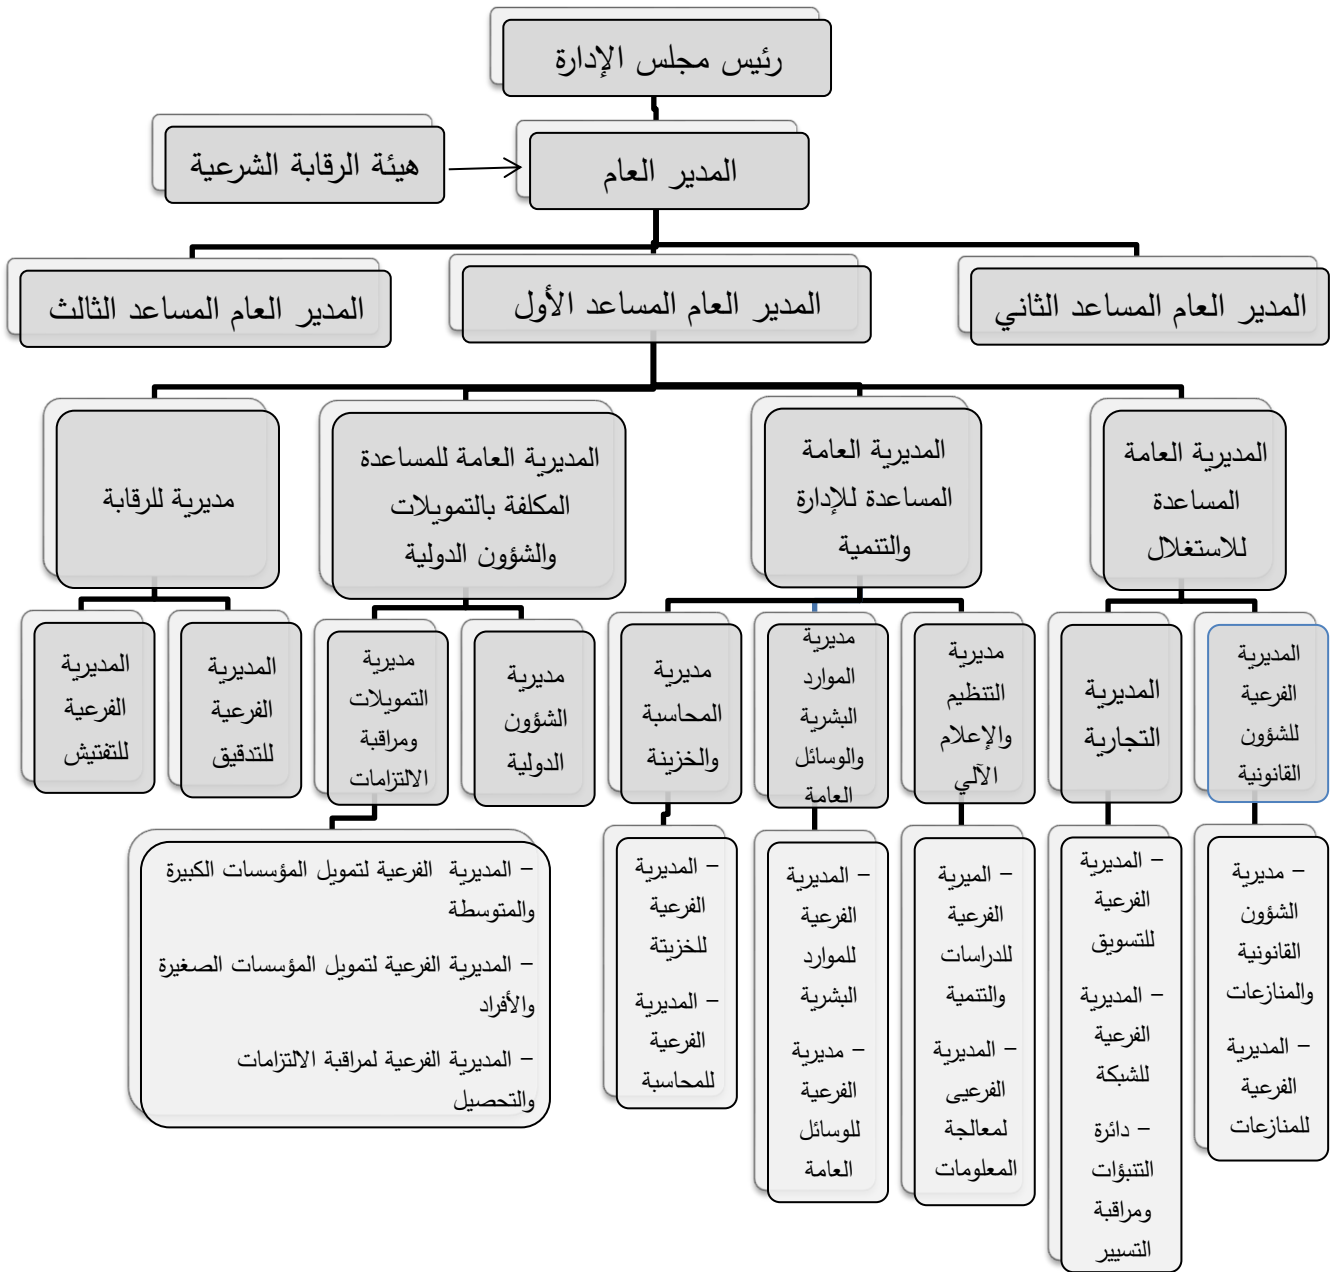 رئيس مجلس الإدارة
المدير العام
هيئة الرقابة الشرعية
المدير العام المساعد الثاني
المدير العام المساعد الأول
المدير العام المساعد الثالث
المديرية العامة
المساعدة
للاستغلال
المديرية العامة
المساعدة للإدارة
والتنمية
المديرية العامة للمساعدة
المكلفة بالتمويلات
والشؤون الدولية
مديرية للرقابة
المديرية
الفرعية
للشؤون
القانونية
المديرية
التجارية
مديرية
التنظيم
والإعلام
الآلي
مديرية
الموارد
البشرية
والوسائل
العامة
مديرية
المحاسبة
والخزينة
مديرية
الشؤون
الدولية
مديرية
التمويلات
ومراقبة
الالتزامات
المديرية
الفرعية
للتدقيق
المديرية
الفرعية
للتفتيش
– مديرية
الشؤون
القانونية
والمنازعات
– المديرية
الفرعية
للمنازعات
– المديرية
الفرعية
للتسويق
– المديرية
الفرعية
للشبكة
– دائرة
التنبؤات
ومراقبة
التسيير
– الميرية
الفرعية
للدراسات
والتنمية
– المديرية
الفرعيى
لمعالجة
المعلومات
– المديرية
الفرعية
للموارد
البشرية
– مديرية
الفرعية
للوسائل
العامة
– المديرية
الفرعية
للخزيتة
– المديرية
الفرعية
للمحاسبة
– المديرية الفرعية لتمويل المؤسسات الكبيرة
والمتوسطة
– المديرية الفرعية لتمويل المؤسسات الصغيرة
والأفراد
– المديرية الفرعية لمراقبة الالتزامات
والتحصيل